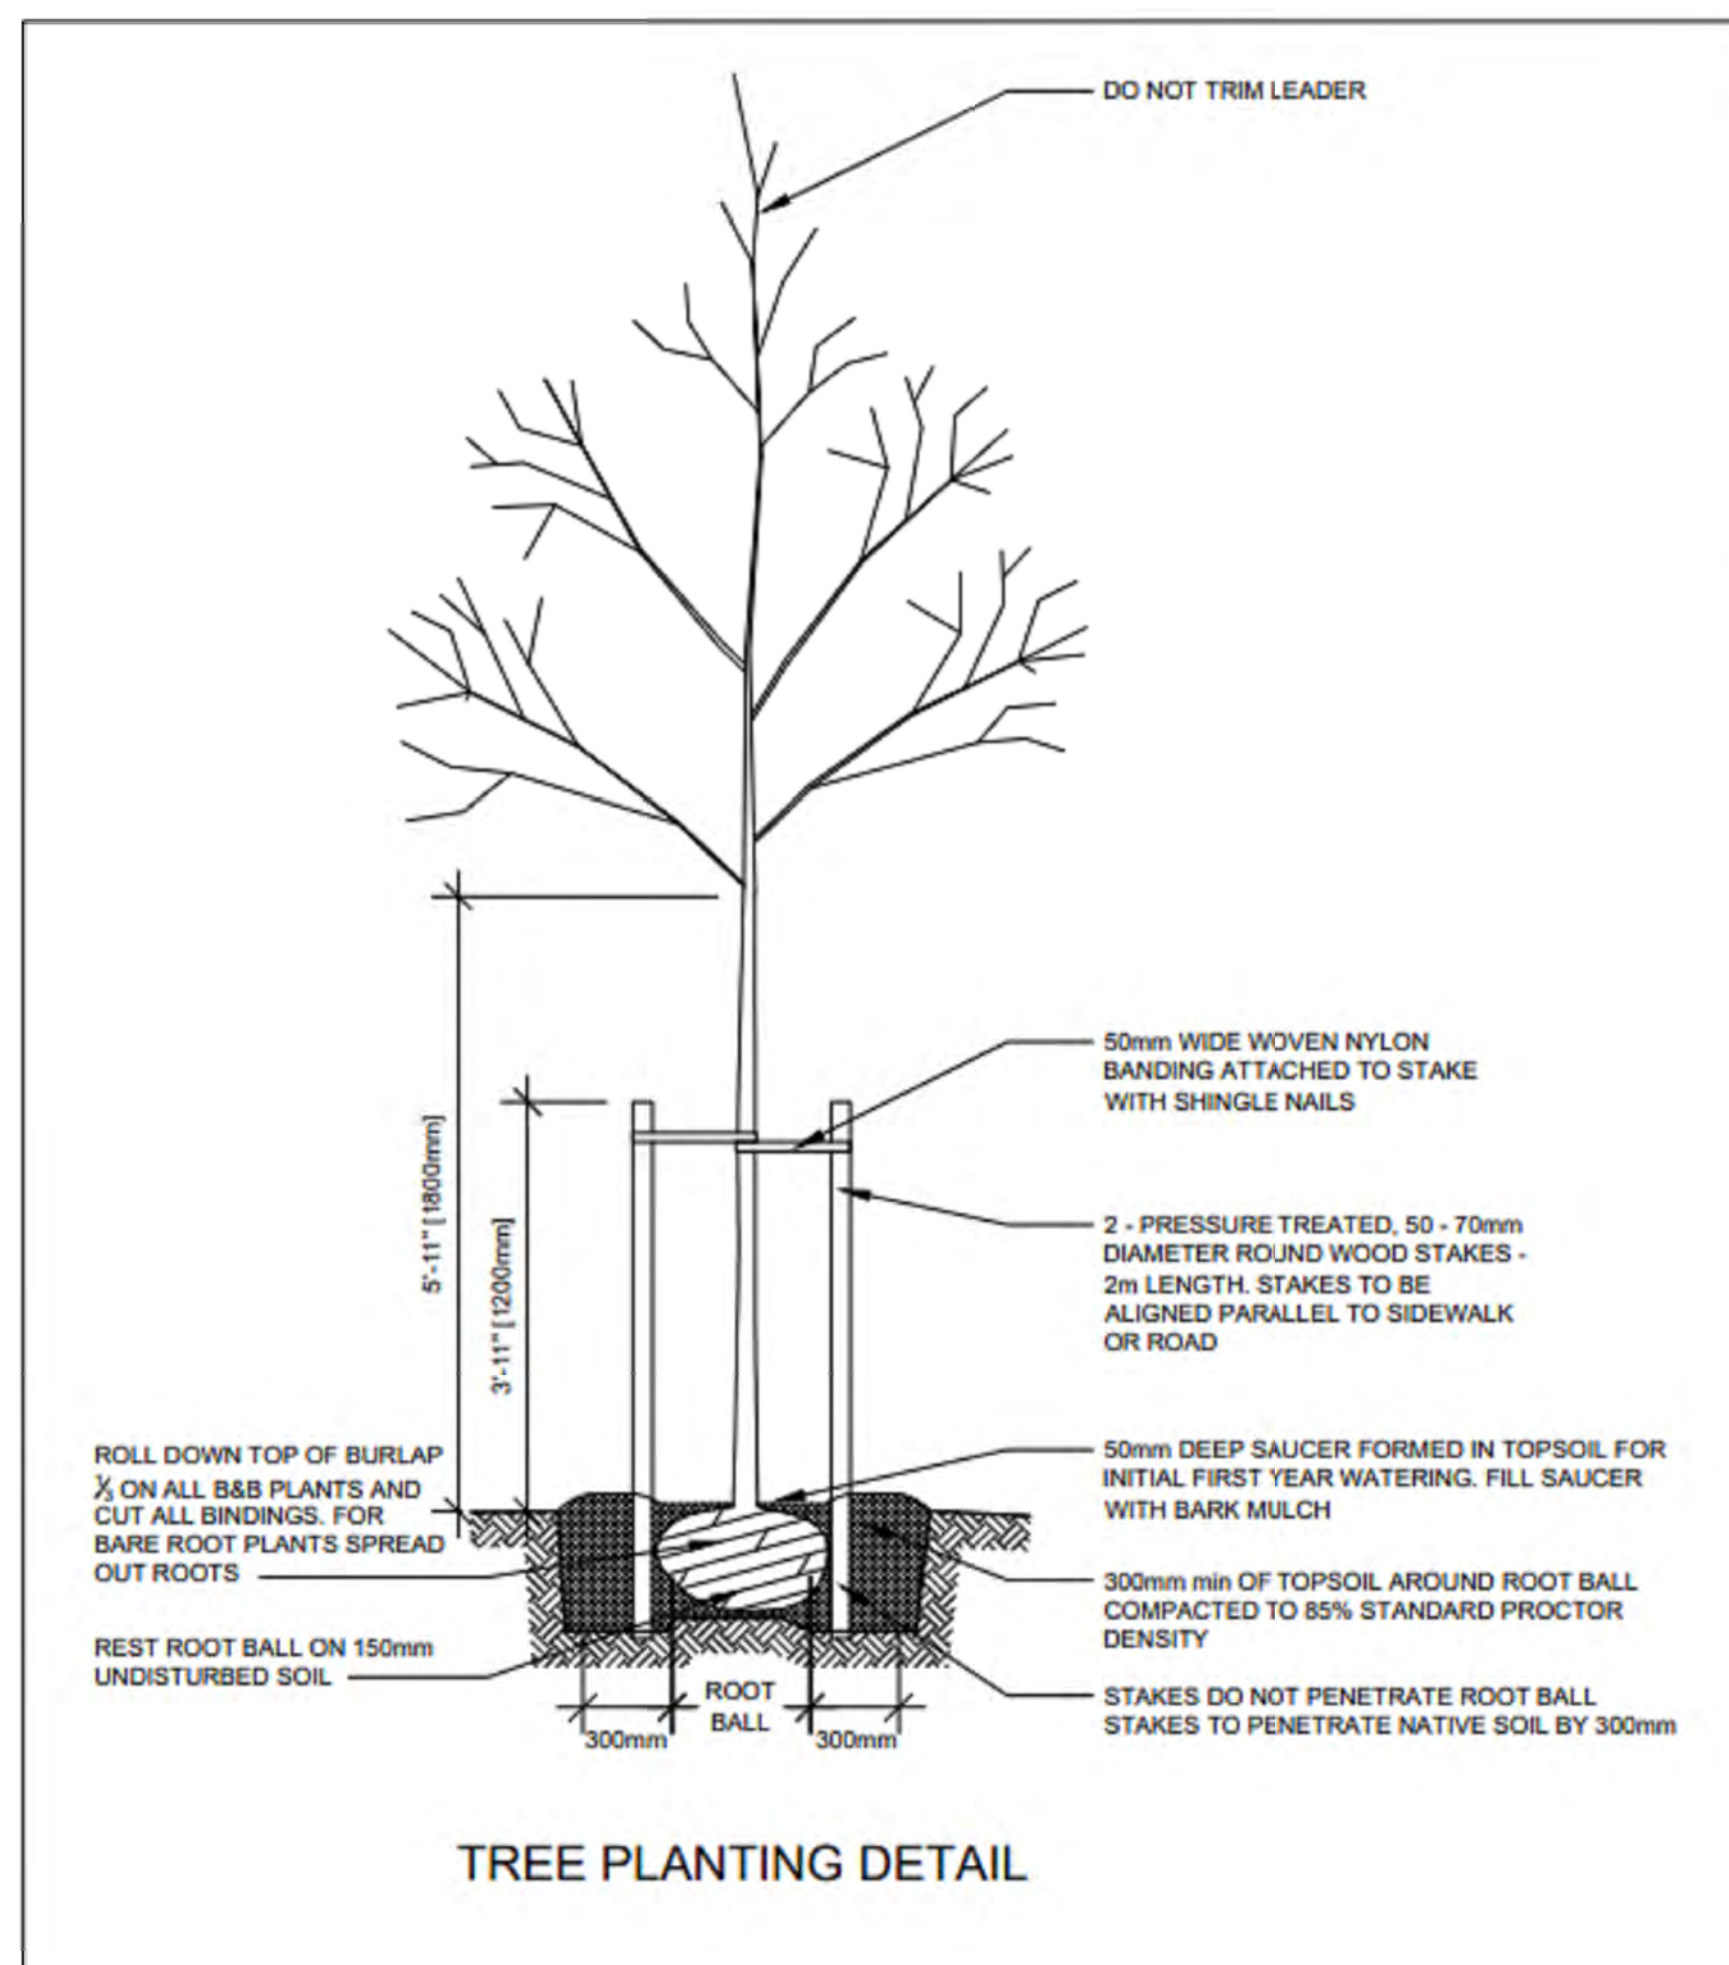 DO NOT TRIM LEADER
50mm WIDE WOVEN NYLON
BANDING ATTACHED TO STAKE
WITH SHINGLE NAILS
5'-11" [1800mm]
3'-11" [1200mm]
2 - PRESSURE TREATED, 50 - 70mm
DIAMETER ROUND WOOD STAKES -
2m LENGTH. STAKES TO BE
ALIGNED PARALLEL TO SIDEWALK
OR ROAD
ROLL DOWN TOP OF BURLAP
⅓ ON ALL B&B PLANTS AND
CUT ALL BINDINGS. FOR
BARE ROOT PLANTS SPREAD
OUT ROOTS
50mm DEEP SAUCER FORMED IN TOPSOIL FOR
INITIAL FIRST YEAR WATERING. FILL SAUCER
WITH BARK MULCH
300mm min OF TOPSOIL AROUND ROOT BALL
COMPACTED TO 85% STANDARD PROCTOR
DENSITY
REST ROOT BALL ON 150mm
UNDISTURBED SOIL
STAKES DO NOT PENETRATE ROOT BALL
STAKES TO PENETRATE NATIVE SOIL BY 300mm
ROOT
BALL
300mm
300mm
TREE PLANTING DETAIL